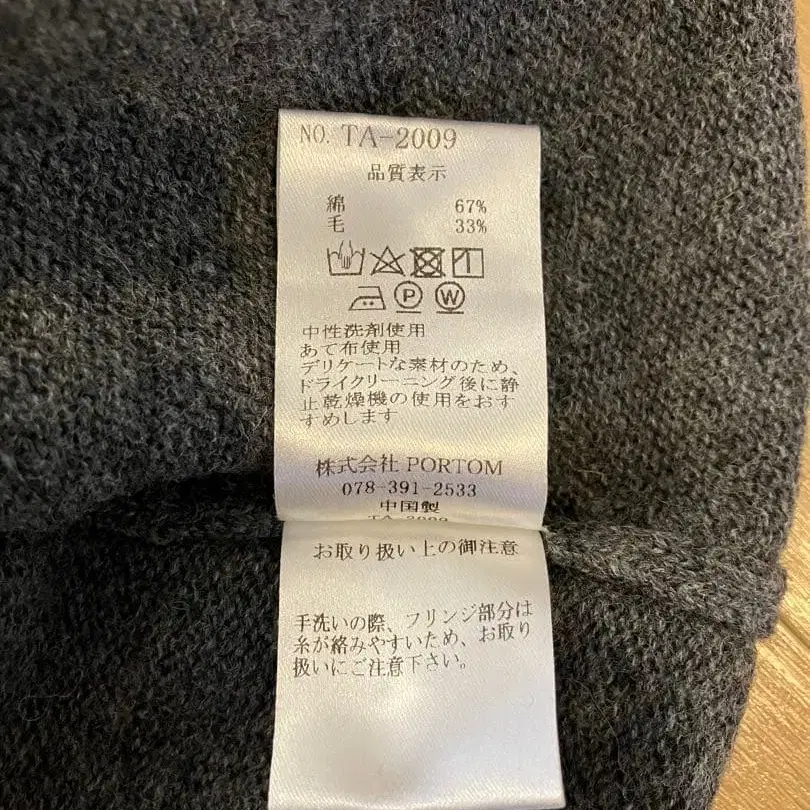 NO. TA-2009
品質表示
綿 67%
毛 33%
P W
中性洗剤使用
あて布使用
デリケートな素材のため、
ドライクリーニング後に静
止乾燥機の使用をおす
すめします
株式会社 PORTOM
078-391-2533
中国製
TA-2009
お取り扱い上の御注意
手洗いの際、フリンジ部分は
糸が絡みやすいため、お取り
扱いにご注意下さい。